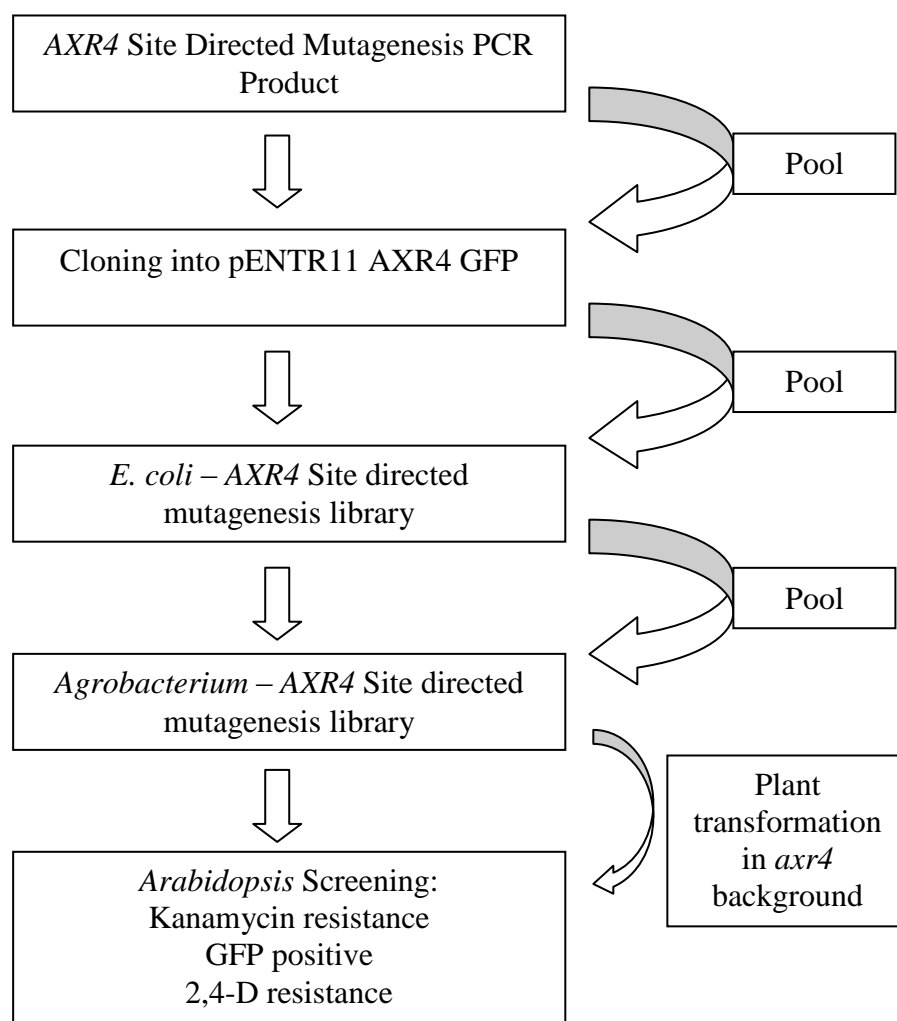 AXR4 Site Directed Mutagenesis PCR
Product
Pool
Cloning into pENTR11 AXR4 GFP
Pool
E. coli – AXR4 Site directed
mutagenesis library
Pool
Agrobacterium – AXR4 Site directed
mutagenesis library
Plant
transformation
in axr4
background
Arabidopsis Screening:
Kanamycin resistance
GFP positive
2,4-D resistance